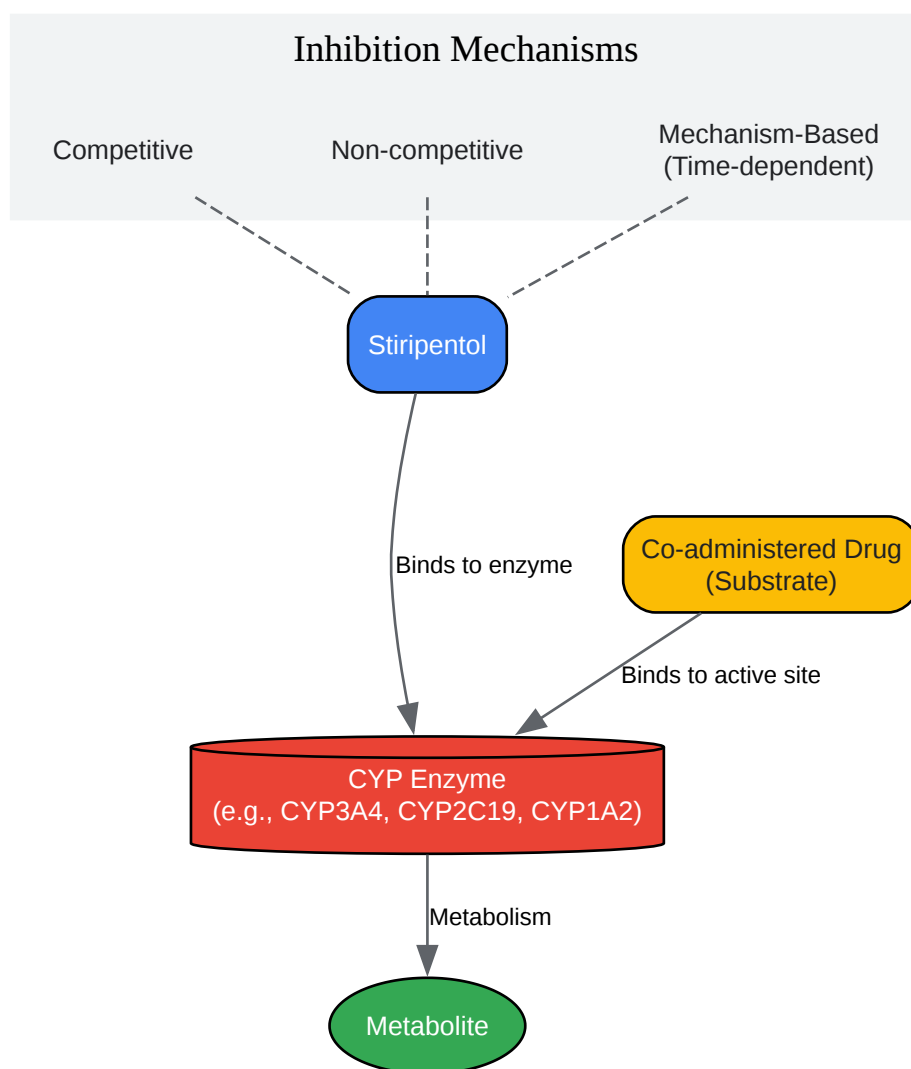 Inhibition Mechanisms
Competitive
Non-competitive
Mechanism-Based
(Time-dependent)
Stiripentol
Binds to enzyme
Co-administered Drug
(Substrate)
Binds to active site
CYP Enzyme
(e.g., CYP3A4, CYP2C19, CYP1A2)
Metabolism
Metabolite